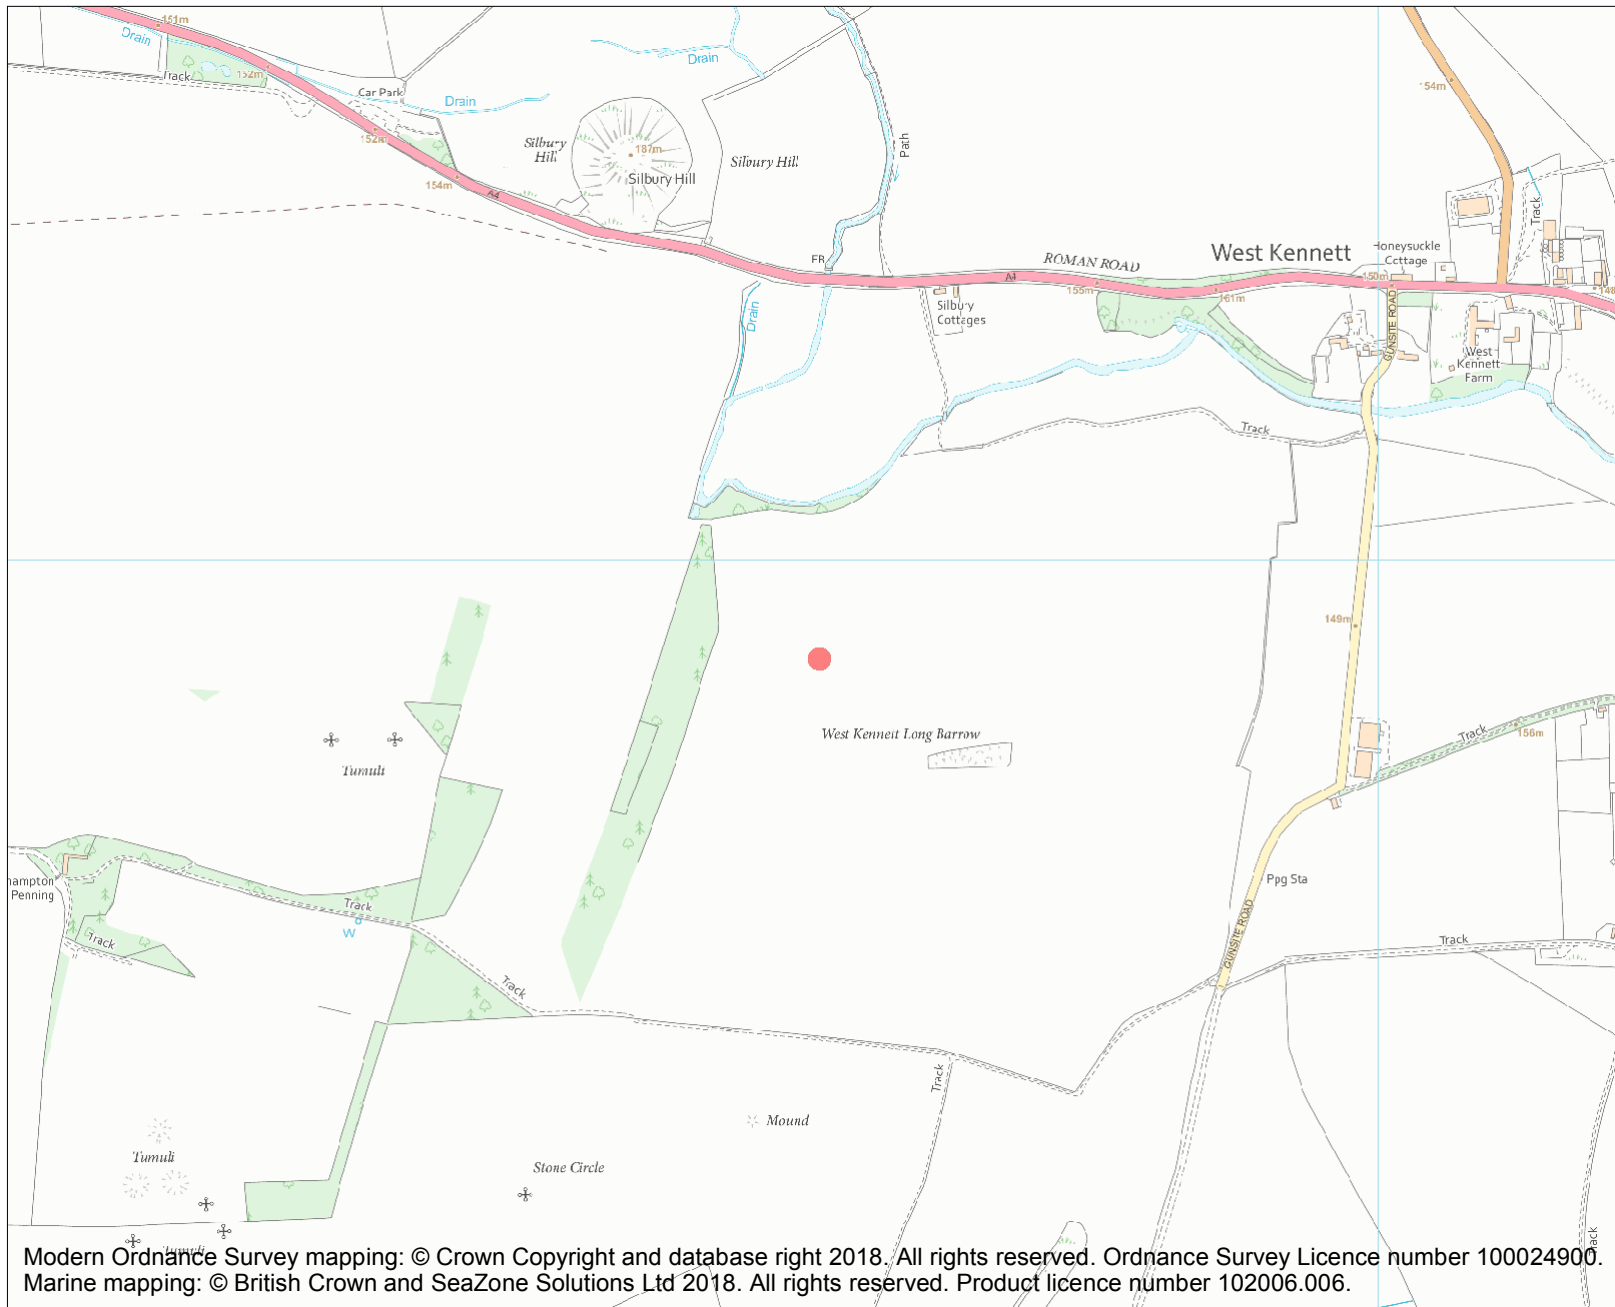 151m
Drain
152m
Track
Car Park
Drain
Drain
152m
154m
A4
Silbury
Hill
187m
Silbury Hill
Silbury Hill
Path
154m
Track
FB
ROMAN ROAD
A4
West Kennett
Honeysuckle
Cottage
150m
155m
161m
148
Drain
Silbury
Cottages
GUNSITE ROAD
West
Kennett
Farm
Track
149m
Tumuli
West Kennett Long Barrow
Track
156m
hampton
Penning
Track
W
Track
Track
Ppg Sta
GUNSITE ROAD
Track
Track
Mound
Tumuli
Stone Circle
Tumuli
Track
Modern Ordnance Survey mapping: © Crown Copyright and database right 2018. All rights reserved. Ordnance Survey Licence number 100024900.
Marine mapping: © British Crown and SeaZone Solutions Ltd 2018. All rights reserved. Product licence number 102006.006.